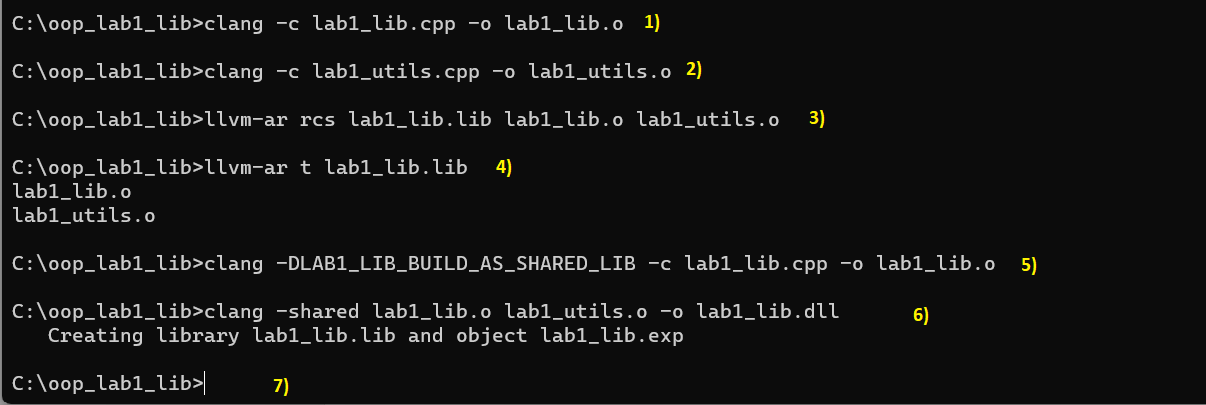 C:\oop_lab1_lib>clang -c lab1_lib.cpp -o lab1_lib.o 1)
C:\oop_lab1_lib>clang -c lab1_utils.cpp -o lab1_utils.o 2)
C:\oop_lab1_lib>llvm-ar rcs lab1_lib.lib lab1_lib.o lab1_utils.o 3)
C:\oop_lab1_lib>llvm-ar t lab1_lib.lib 4)
lab1_lib.o
lab1_utils.o
C:\oop_lab1_lib>clang -DLAB1_LIB_BUILD_AS_SHARED_LIB -c lab1_lib.cpp -o lab1_lib.o 5)
C:\oop_lab1_lib>clang -shared lab1_lib.o lab1_utils.o -o lab1_lib.dll 6)
Creating library lab1_lib.lib and object lab1_lib.exp
C:\oop_lab1_lib> 7)